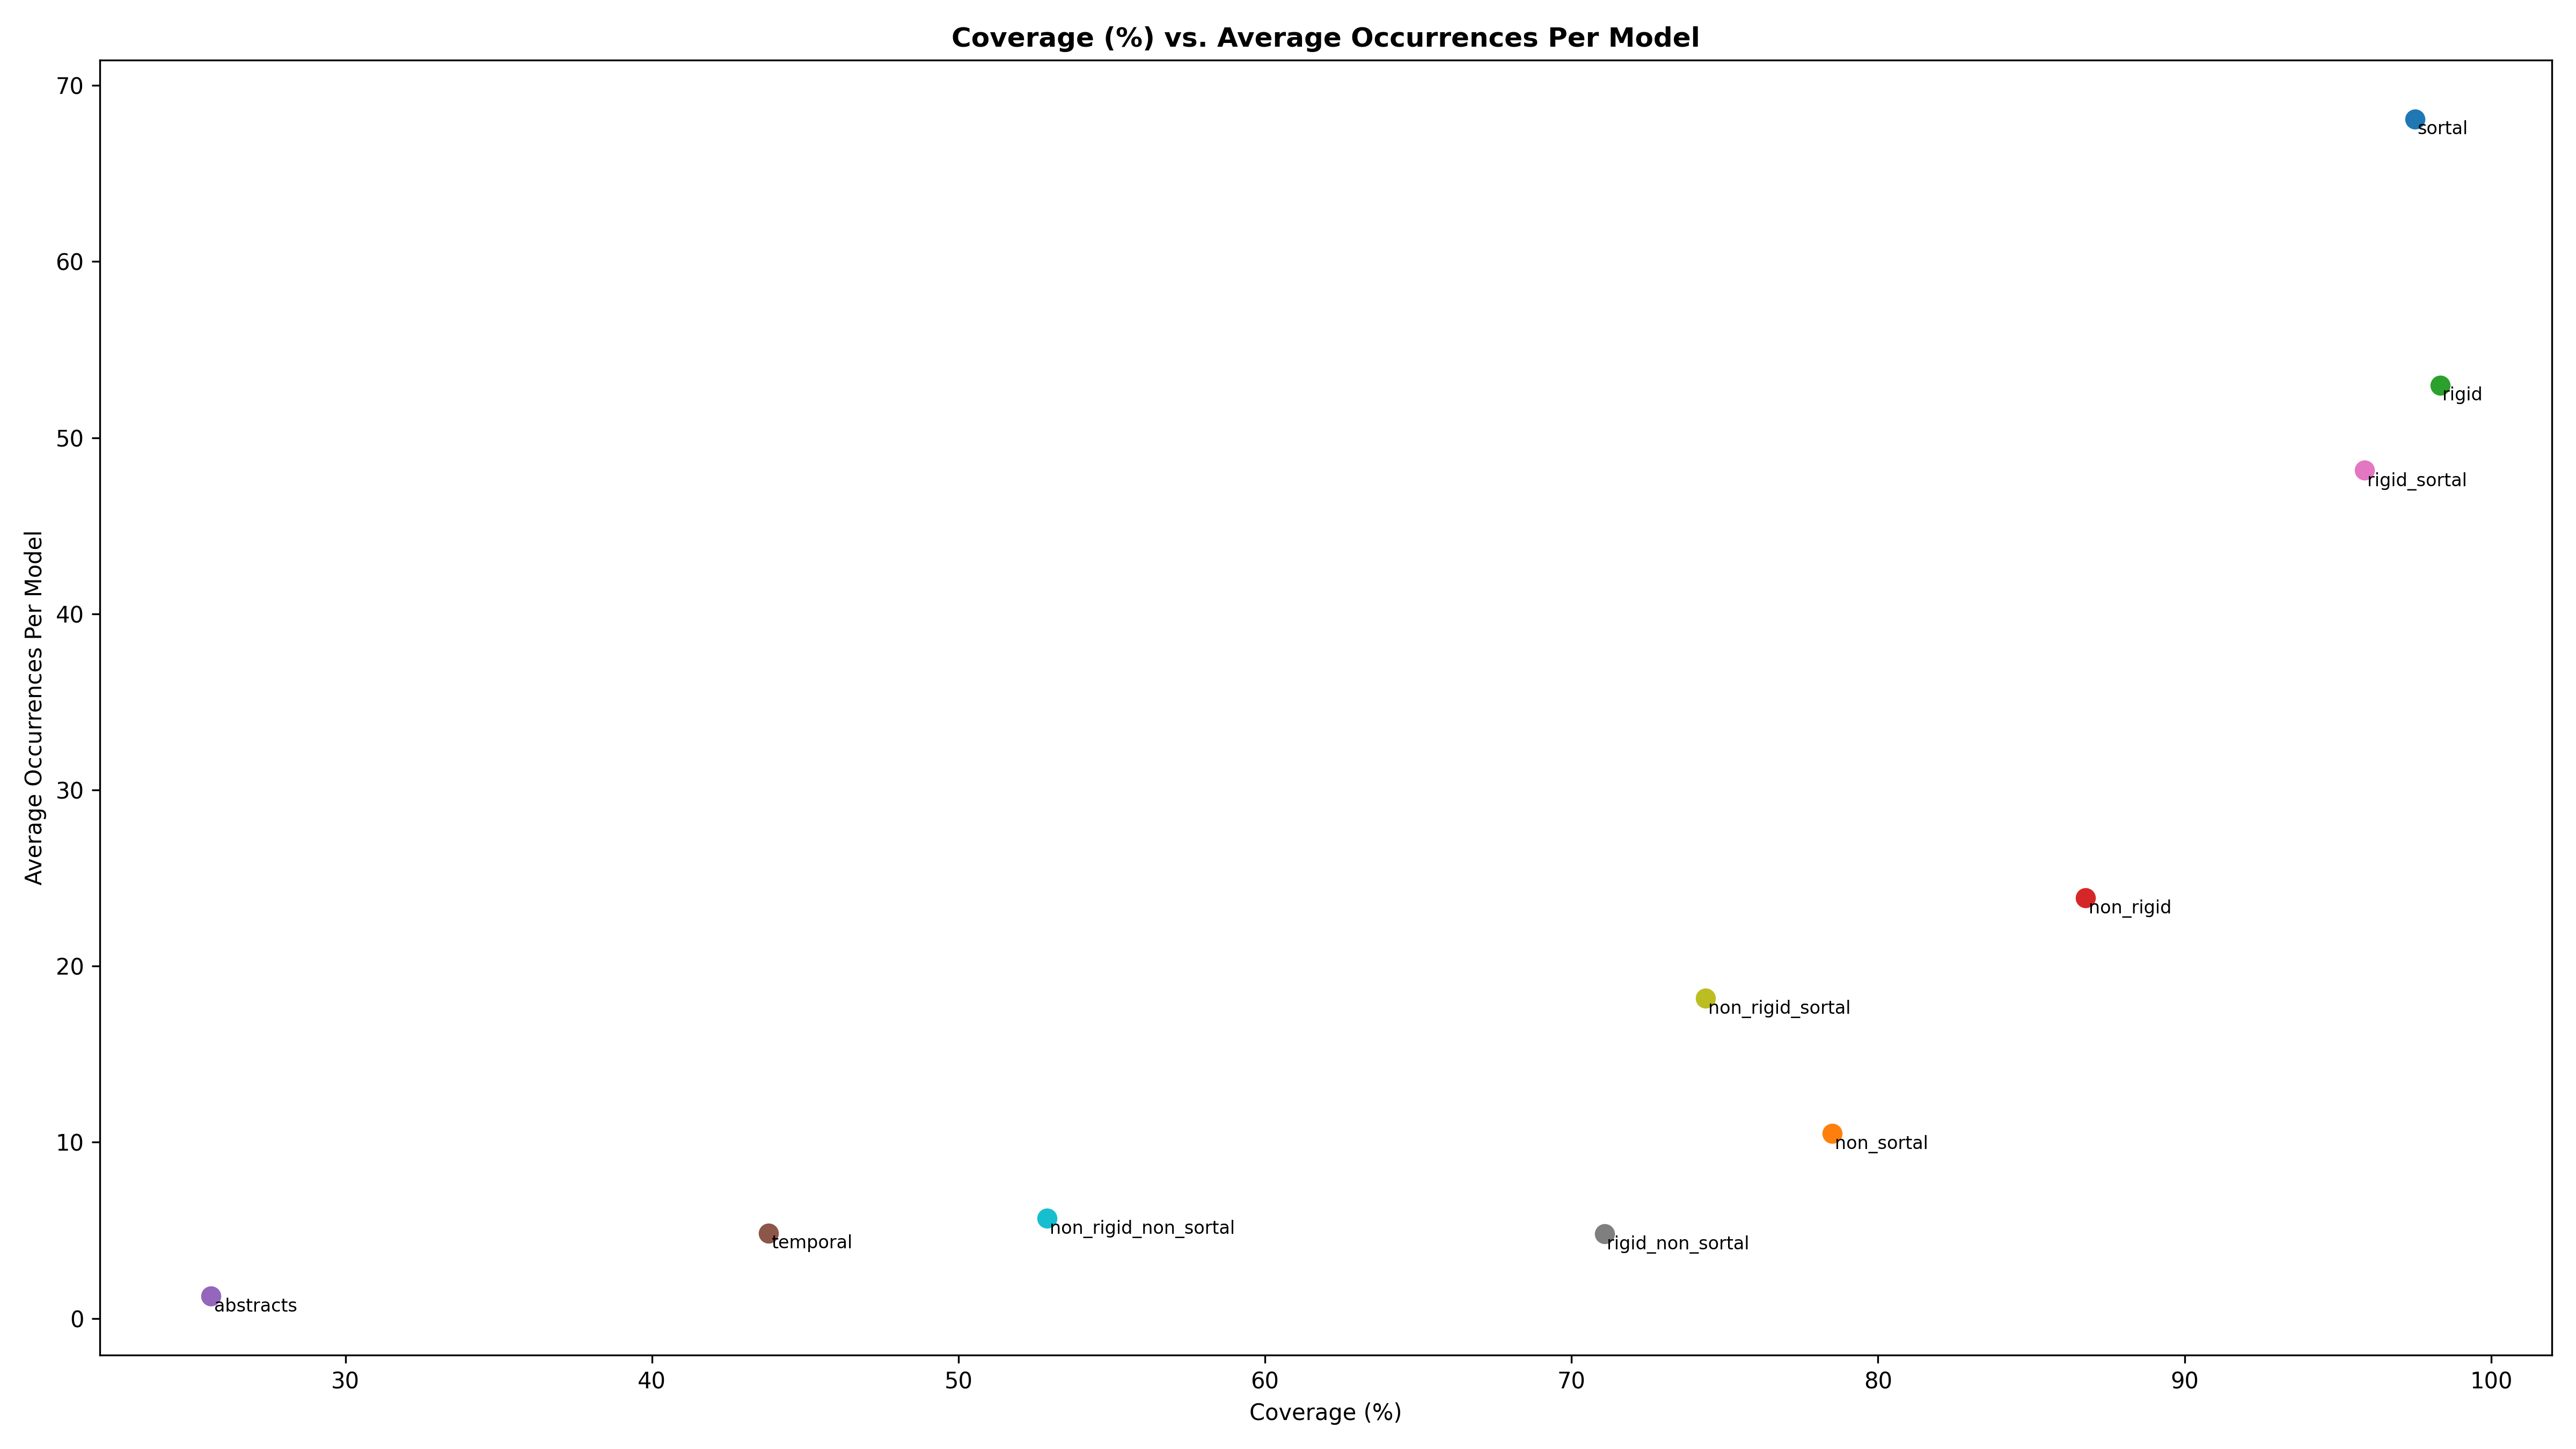 Coverage (%) vs. Average Occurrences Per Model
70
60
50
40
30
20
10
0
Average Occurrences Per Model
sortal
rigid
rigid_sortal
non_rigid
non_rigid_sortal
non_sortal
non_rigid_non_sortal
temporal
rigid_non_sortal
abstracts
30
40
50
60
70
80
90
100
Coverage (%)